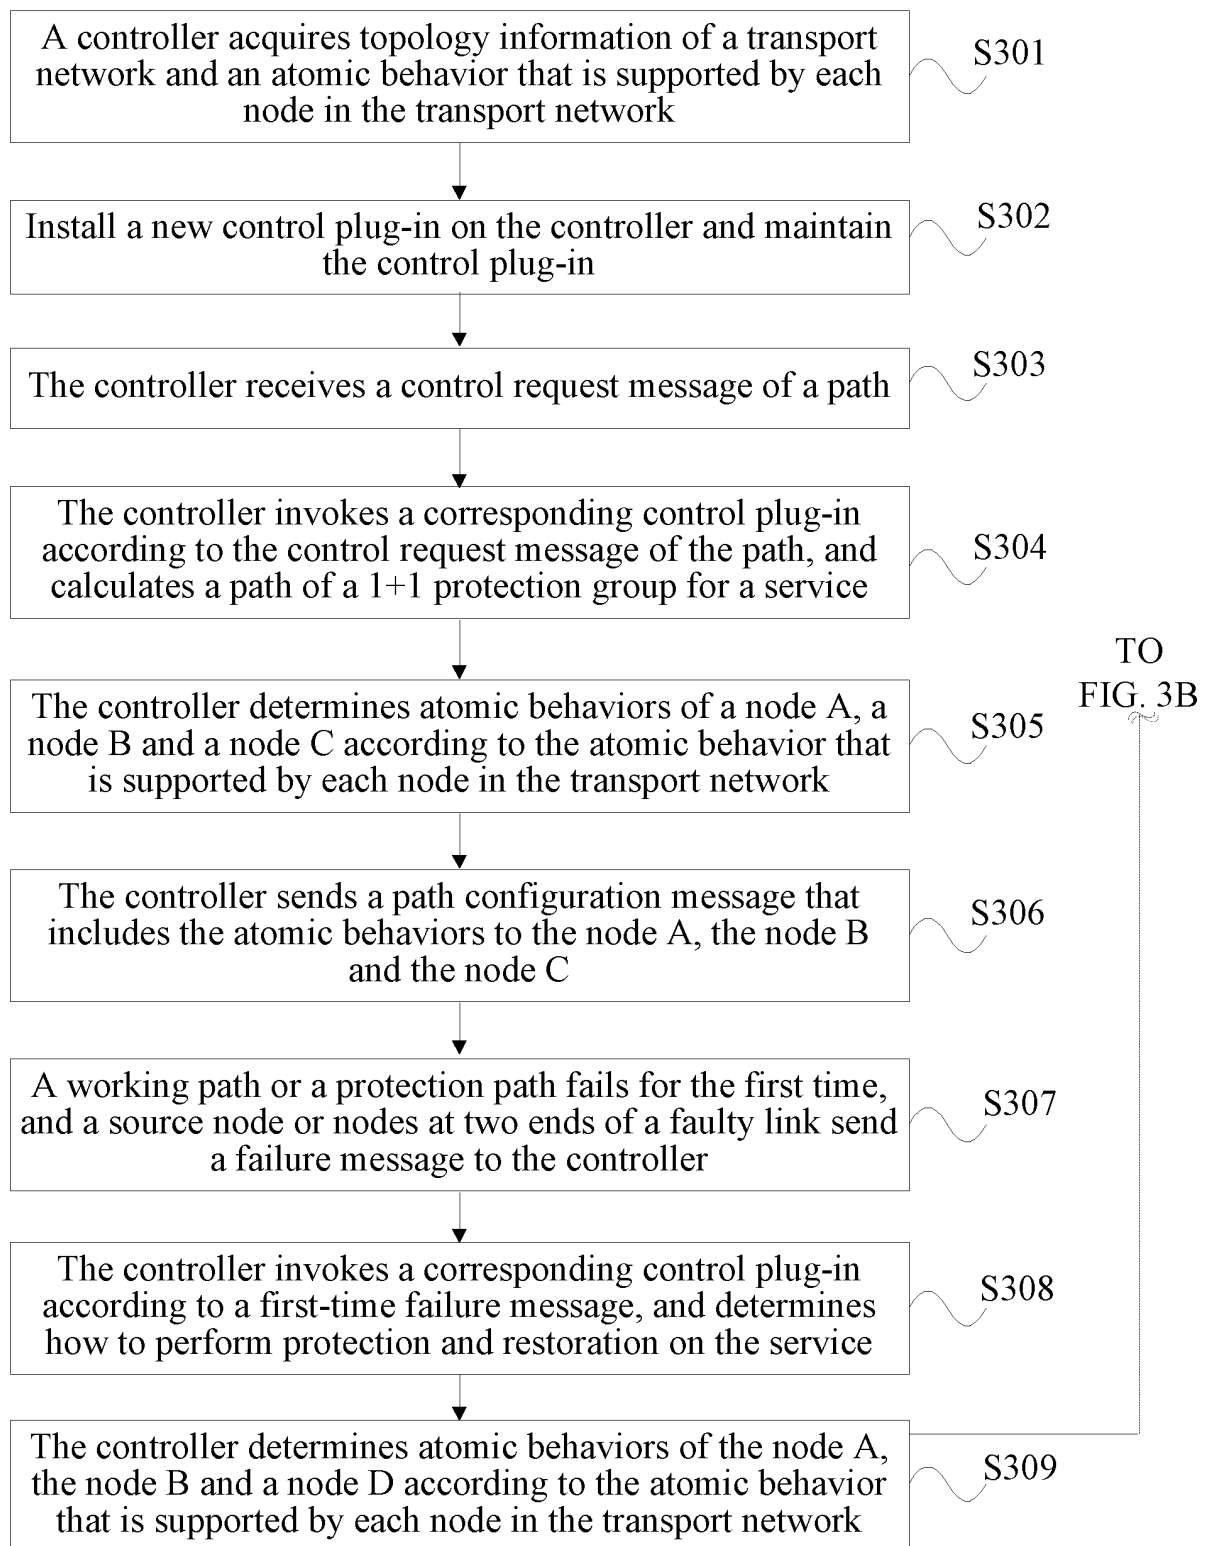 A controller acquires topology information of a transport
network and an atomic behavior that is supported by each
node in the transport network
S301
Install a new control plug-in on the controller and maintain
the control plug-in
S302
The controller receives a control request message of a path
S303
The controller invokes a corresponding control plug-in
according to the control request message of the path, and
calculates a path of a 1+1 protection group for a service
S304
TO
FIG. 3B
The controller determines atomic behaviors of a node A, a
node B and a node C according to the atomic behavior that
is supported by each node in the transport network
S305
The controller sends a path configuration message that
includes the atomic behaviors to the node A, the node B
and the node C
S306
A working path or a protection path fails for the first time,
and a source node or nodes at two ends of a faulty link send
a failure message to the controller
S307
The controller invokes a corresponding control plug-in
according to a first-time failure message, and determines
how to perform protection and restoration on the service
S308
The controller determines atomic behaviors of the node A,
the node B and a node D according to the atomic behavior
that is supported by each node in the transport network
S309